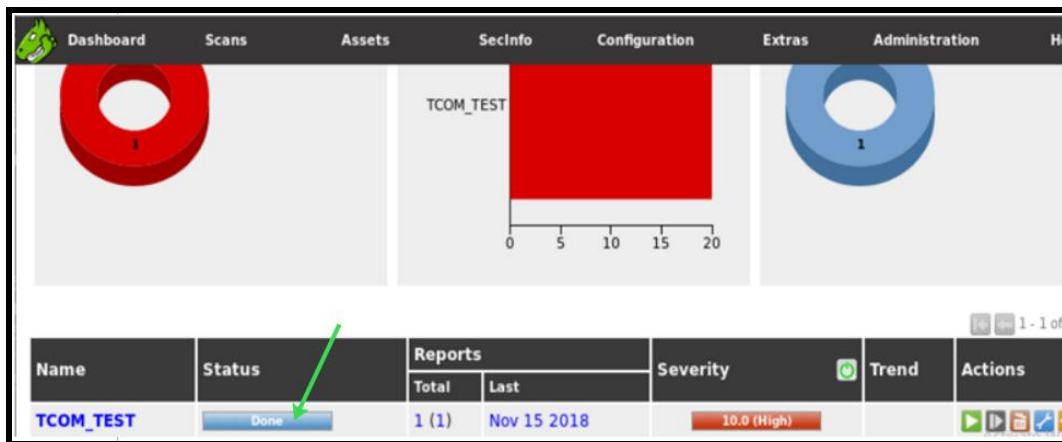 Dashboard Scans Assets SecInfo Configuration Extras Administration
1
TCOM_TEST
0 5 10 15 20
1
1 - 1 of
Name Status Reports Severity Trend Actions
Total Last
TCOM_TEST Done 1 (1) Nov 15 2018 10.0 (High)